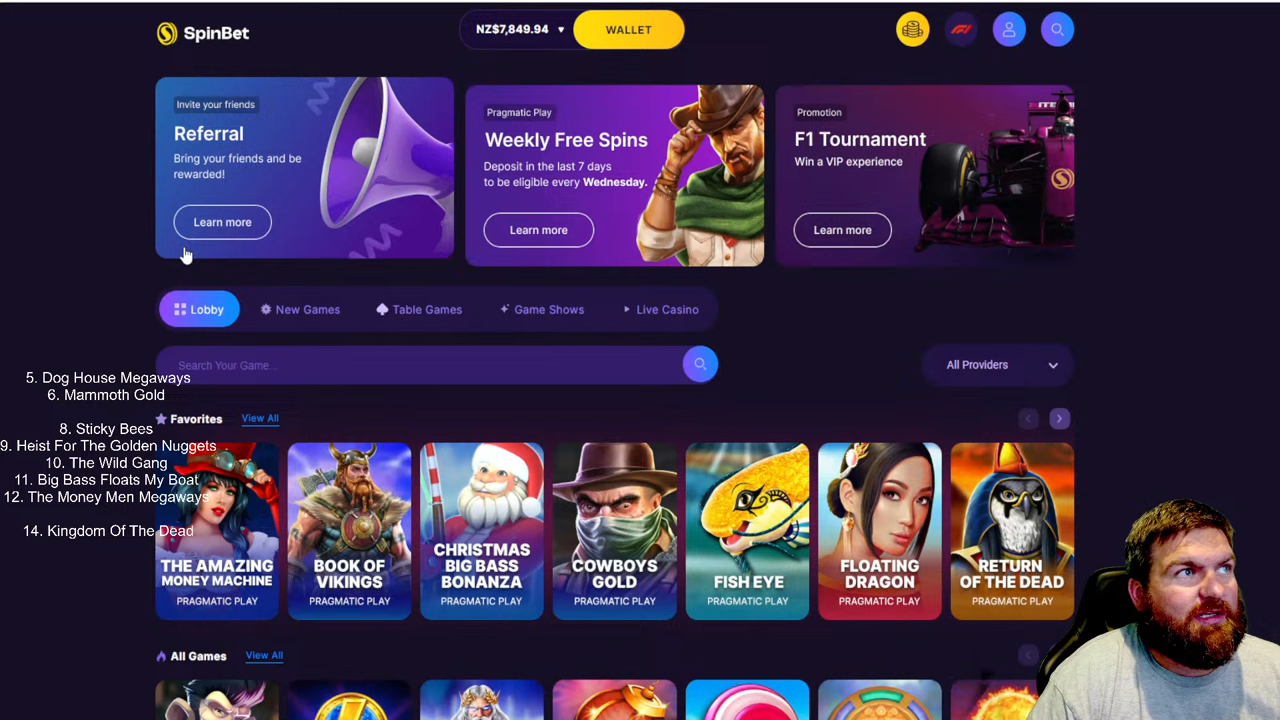 SpinBet
NZ$7,849.94
WALLET
Invite your friends
Referral
Bring your friends and be
rewarded!
Learn more
Pragmatic Play
Weekly Free Spins
Deposit in the last 7 days
to be eligible every Wednesday.
Learn more
Promotion
F1 Tournament
Win a VIP experience
Learn more
Lobby
New Games
Table Games
Game Shows
Live Casino
Search Your Game...
All Providers
5. Dog House Megaways
6. Mammoth Gold
8. Sticky Bees
9. Heist For The Golden Nuggets
10. The Wild Gang
11. Big Bass Floats My Boat
12. The Money Men Megaways
14. Kingdom Of The Dead
Favorites
View All
THE AMAZING
MONEY MACHINE
PRAGMATIC PLAY
BOOK OF
VIKINGS
PRAGMATIC PLAY
CHRISTMAS
BIG BASS
BONANZA
PRAGMATIC PLAY
COWBOYS
GOLD
PRAGMATIC PLAY
FISH EYE
PRAGMATIC PLAY
FLOATING
DRAGON
PRAGMATIC PLAY
RETURN
OF THE DEAD
PRAGMATIC PLAY
All Games
View All